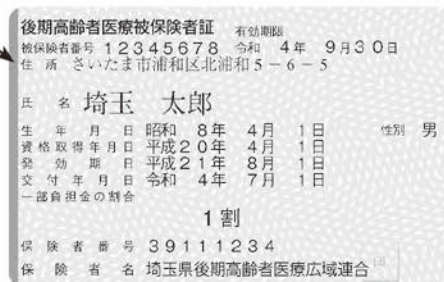 後期高齢者医療被保険者証 有効期限
被保険者番号 12345678 令和 4年 9月30日
住所 さいたま市浦和区北浦和5-6-5
氏名 埼玉 太郎
生年月日 昭和 8年 4月 1日 性別 男
資格取得年月日 平成20年 4月 1日
発効期日 平成21年 8月 1日
交付年月日 令和 4年 7月 1日
一部負担金の割合
1割
保険者番号 39111234
保険者名 埼玉県後期高齢者医療広域連合